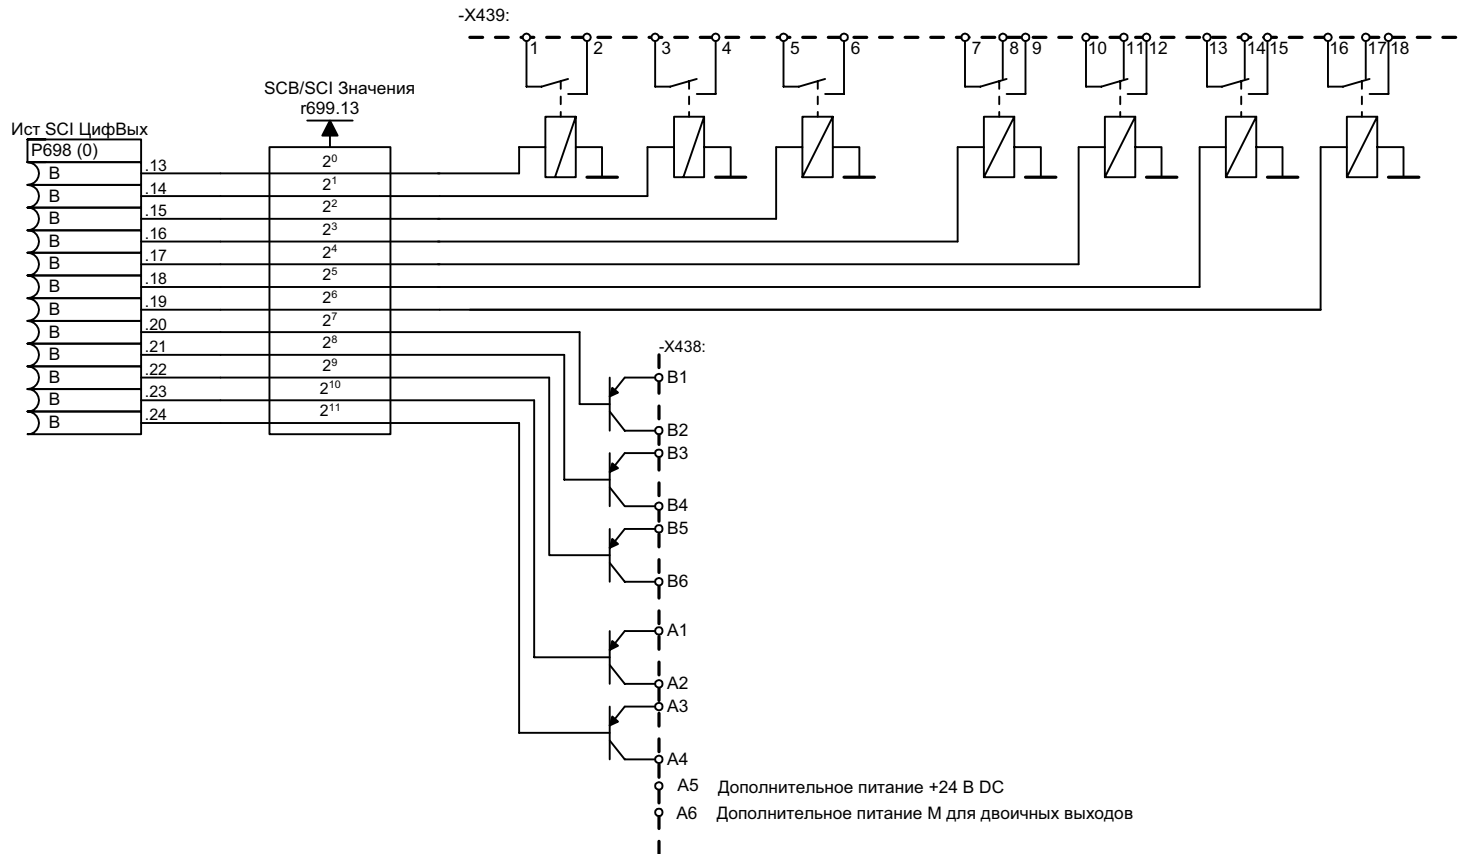 -X439:
1 2 3 4 5 6 7 8 9 10 11 12 13 14 15 16 17 18
SCB/SCI Значения
r699.13
Ист SCI ЦифВых
P698 (0)
B .13 2⁰
B .14 2¹
B .15 2²
B .16 2³
B .17 2⁴
B .18 2⁵
B .19 2⁶
B .20 2⁷
B .21 2⁸
B .22 2⁹
B .23 2¹⁰
B .24 2¹¹
-X438:
B1
B2
B3
B4
B5
B6
A1
A2
A3
A4
A5 Дополнительное питание +24 В DC
A6 Дополнительное питание М для двоичных выходов